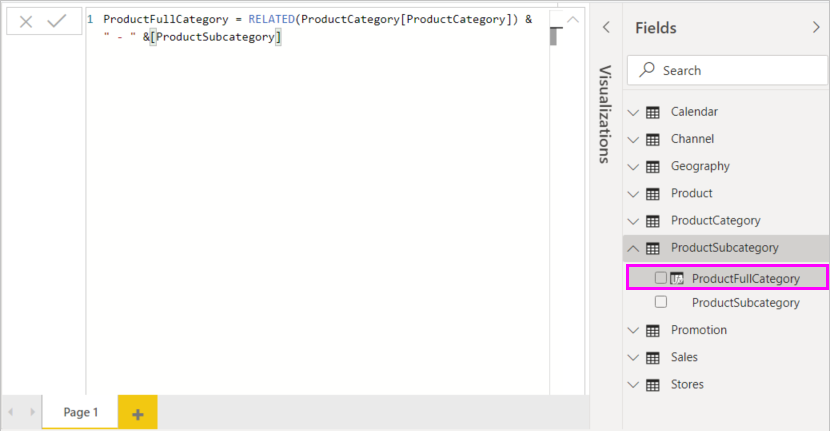 1 ProductFullCategory = RELATED(ProductCategory[ProductCategory]) &
" - " &[ProductSubcategory]
Page 1
Visualizations
Fields
Search
Calendar
Channel
Geography
Product
ProductCategory
ProductSubcategory
ProductFullCategory
ProductSubcategory
Promotion
Sales
Stores